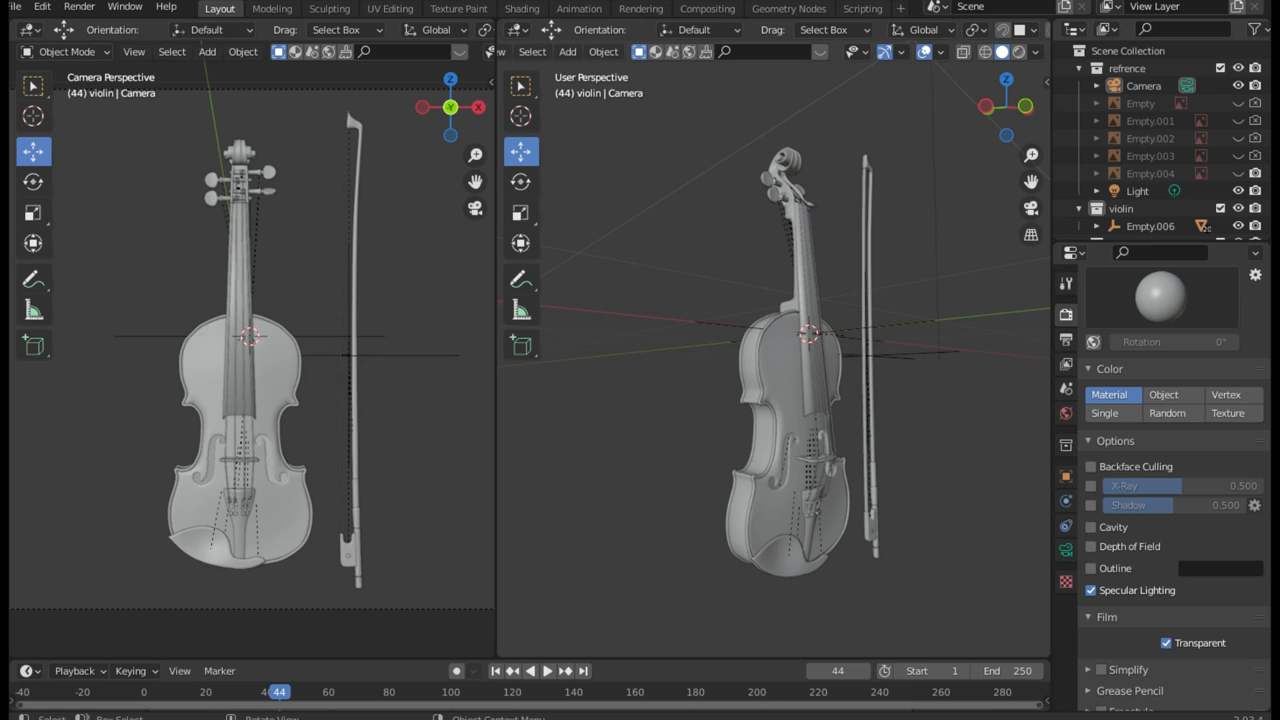 ile Edit Render Window Help Layout Modeling Sculpting UV Editing Texture Paint Shading Animation Rendering Compositing Geometry Nodes Scripting + Scene View Layer
Orientation: Default Drag: Select Box Global
Orientation: Default Drag: Select Box Global
Object Mode View Select Add Object
Select Add Object
Camera Perspective
(44) violin | Camera
Z
Y
X
User Perspective
(44) violin | Camera
Z
Scene Collection
refrence
Camera
Empty
Empty.001
Empty.002
Empty.003
Empty.004
Light
violin
Empty.006
Rotation 0°
Color
Material Object Vertex
Single Random Texture
Options
Backface Culling
X-Ray 0.500
Shadow 0.500
Cavity
Depth of Field
Outline
Specular Lighting
Film
Transparent
Simplify
Grease Pencil
Playback Keying View Marker
44 Start 1 End 250
-40 -20 0 20 44 60 80 100 120 140 160 180 200 220 240 260 280